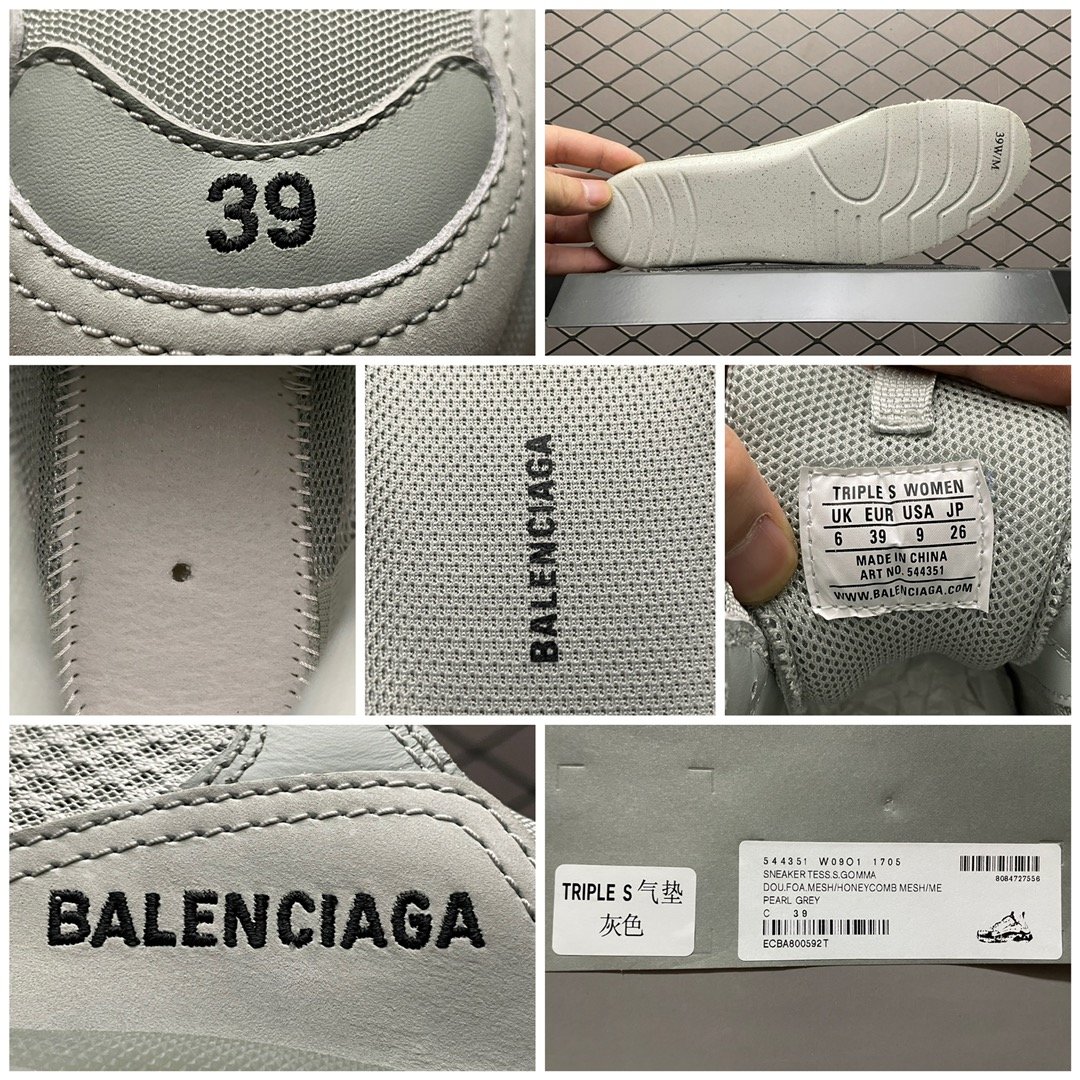 39
39W/M
BALENCIAGA
TRIPLE S WOMEN
UK EUR USA JP
6 39 9 26
MADE IN CHINA
ART NO. 544351
WWW.BALENCIAGA.COM
BALENCIAGA
TRIPLE S 气垫
灰色
544351 W09O1 1705
SNEAKER TESS.S.GOMMA
DOU.FOA.MESH/HONEYCOMB MESH/ME
PEARL GREY
C 39
ECBA800592T
8084727556